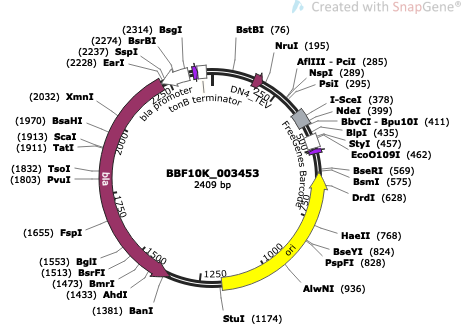 Created with SnapGene®
(2314) BsgI
(2274) BsrBI
(2237) SspI
(2228) EarI
(2032) XmnI
(1970) BsaHI
(1913) ScaI
(1911) TatI
(1832) TsoI
(1803) PvuI
(1655) FspI
(1553) BglI
(1513) BsrFI
(1473) BmrI
(1433) AhdI
(1381) BanI
BstBI (76)
NruI (195)
AflIII - PciI (285)
NspI (289)
PsiI (295)
I-SceI (378)
NdeI (399)
BbvCI - Bpu10I (411)
BlpI (435)
StyI (457)
EcoO109I (462)
BseRI (569)
BsmI (575)
DrdI (628)
HaeII (768)
BseYI (824)
PspFI (828)
AlwNI (936)
StuI (1174)
bla promoter
tonB terminator
DN4_rev
FreeGenes Barcode
bla
ori
250
500
750
1000
1250
1500
1750
2000
2250
BBF10K_003453
2409 bp